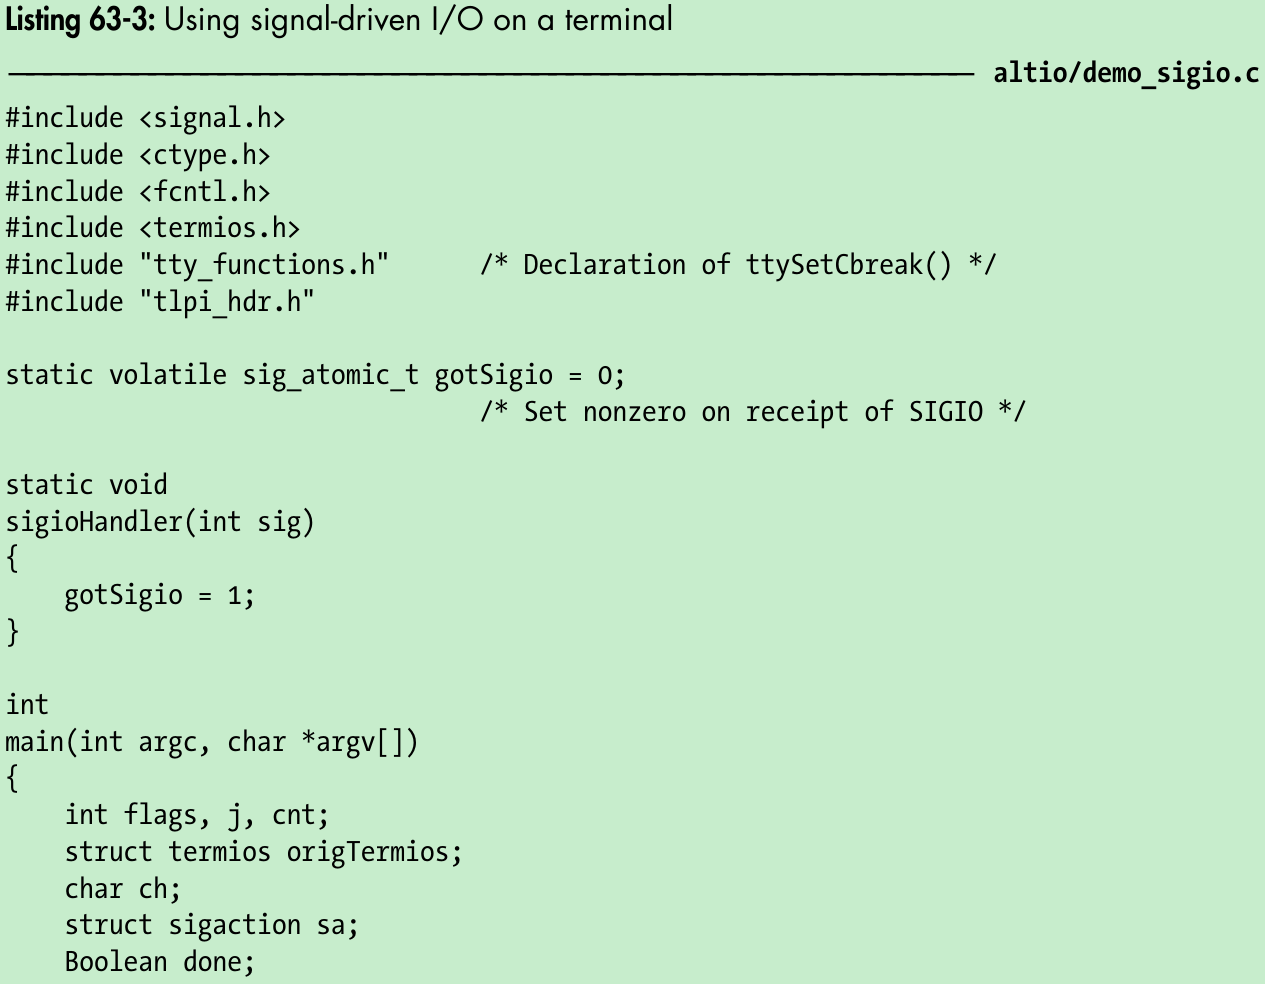 Listing 63-3: Using signal-driven I/O on a terminal
altio/demo_sigio.c
#include <signal.h>
#include <ctype.h>
#include <fcntl.h>
#include <termios.h>
#include "tty_functions.h"      /* Declaration of ttySetCbreak() */
#include "tlpi_hdr.h"

static volatile sig_atomic_t gotSigio = 0;
                                /* Set nonzero on receipt of SIGIO */

static void
sigioHandler(int sig)
{
    gotSigio = 1;
}

int
main(int argc, char *argv[])
{
    int flags, j, cnt;
    struct termios origTermios;
    char ch;
    struct sigaction sa;
    Boolean done;